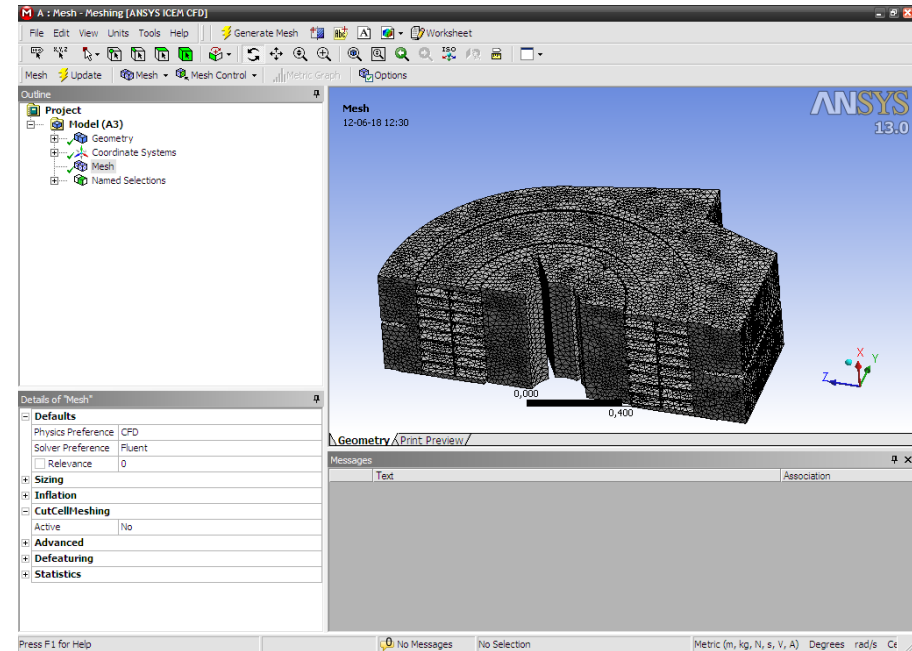 A : Mesh - Meshing [ANSYS ICEM CFD]
File Edit View Units Tools Help Generate Mesh A Worksheet
ISO
Mesh Update Mesh Mesh Control Metric Graph Options
Outline
Project
Model (A3)
Geometry
Coordinate Systems
Mesh
Named Selections
Mesh
12-06-18 12:30
ANSYS
13.0
X
Y
Z
0,000
0,400
Geometry Print Preview
Details of "Mesh"
Defaults
Physics Preference CFD
Solver Preference Fluent
Relevance 0
Sizing
Inflation
CutCellMeshing
Active No
Advanced
Defeaturing
Statistics
Messages
Text Association
Press F1 for Help 0 No Messages No Selection Metric (m, kg, N, s, V, A) Degrees rad/s Ce